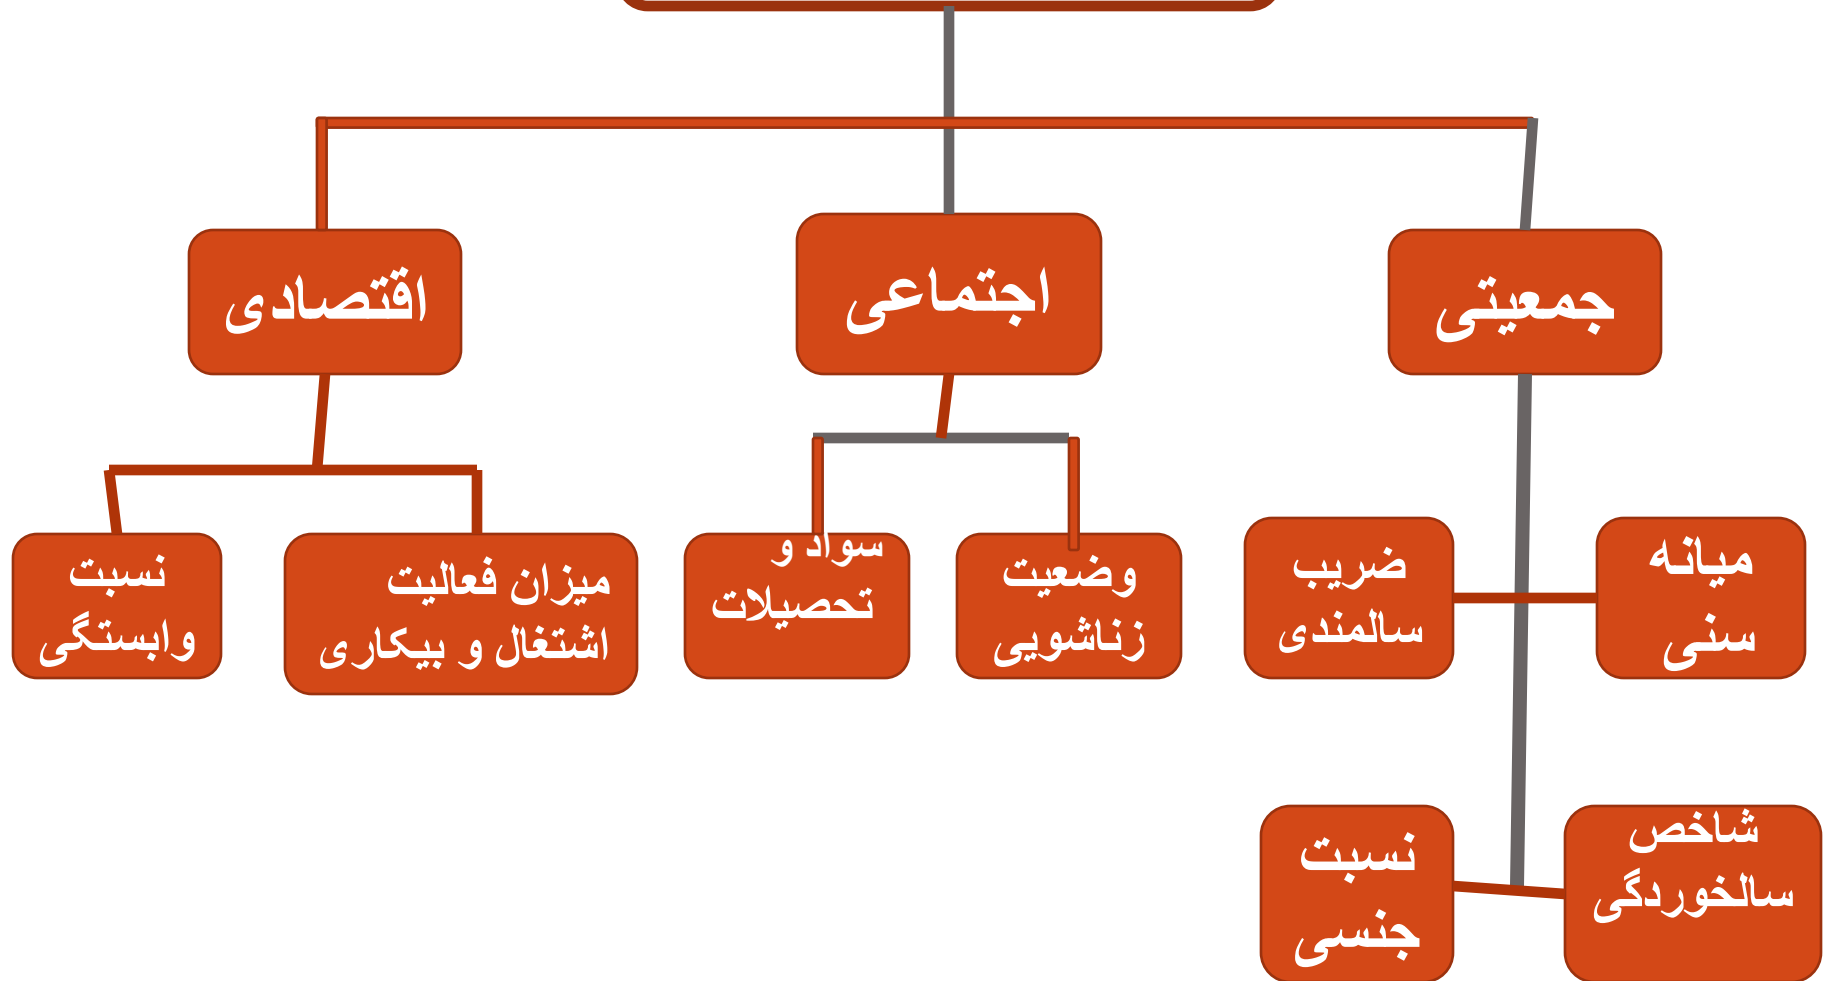 جمعیتی
اجتماعی
اقتصادی
میانه
سنی
ضریب
سالمندی
وضعیت
زناشویی
سواد و
تحصیلات
میزان فعالیت
اشتغال و بیکاری
نسبت
وابستگی
شاخص
سالخوردگی
نسبت
جنسی